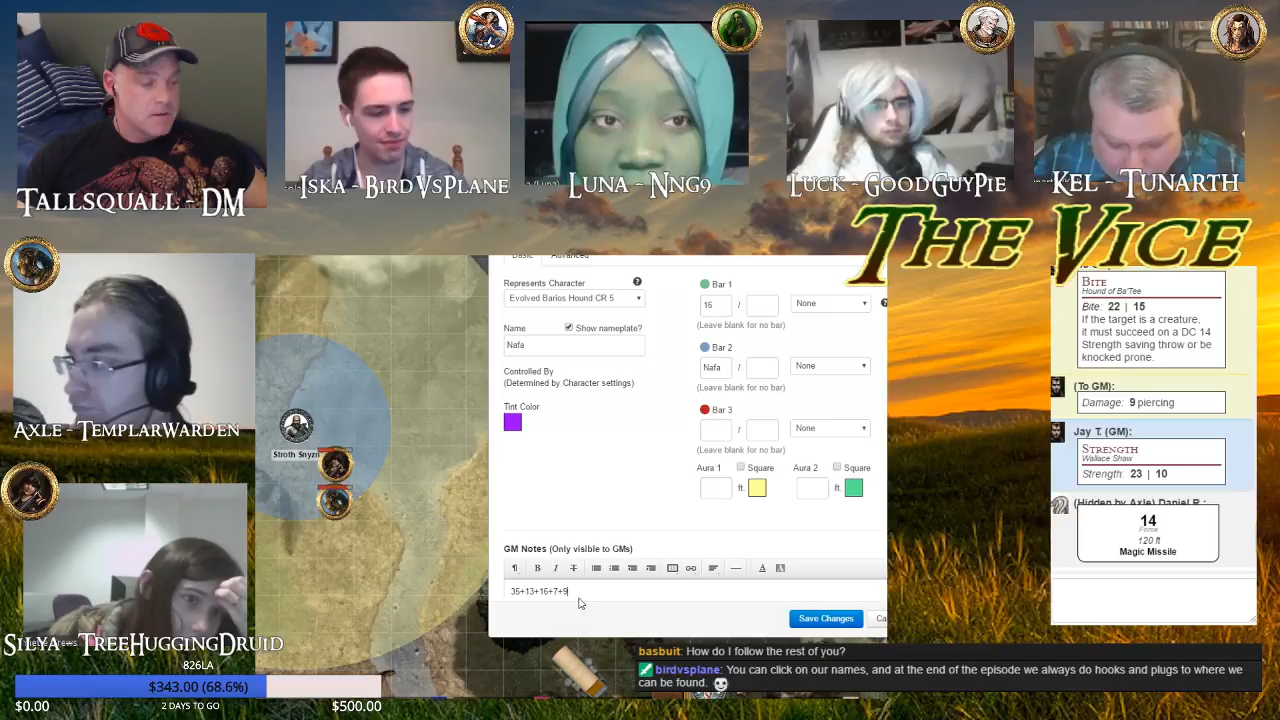 Tallsquall - DM
Iska - BirdVsPlane
Luna - Nng9
Luck - GoodGuyPie
Kel - Tunarth
The Vice
Axle - TemplarWarden
Silya - TreeHuggingDruid
826LA
$343.00 (68.6%)
$0.00
2 DAYS TO GO
$500.00
Stroth Snyzn
Basic
Advanced
Represents Character
Evolved Barios Hound CR 5
Name
Show nameplate?
Nafa
Controlled By
(Determined by Character settings)
Tint Color
Bar 1
16 /
None
(Leave blank for no bar)
Bar 2
Nafa /
None
(Leave blank for no bar)
Bar 3
/
None
(Leave blank for no bar)
Aura 1
Square
Aura 2
Square
ft.
ft.
GM Notes (Only visible to GMs)
35+13+16+7+9
Save Changes
Bite
Hound of Ba'Tee
Bite: 22 | 15
If the target is a creature,
it must succeed on a DC 14
Strength saving throw or be
knocked prone.
(To GM):
Damage: 9 piercing
Jay T. (GM):
Strength
Wallace Shaw
Strength: 23 | 10
(Hidden by Axle) Daniel R.:
14
Force
120 ft
Magic Missile
basbuit: How do I follow the rest of you?
birdvsplane: You can click on our names, and at the end of the episode we always do hooks and plugs to where we
can be found.